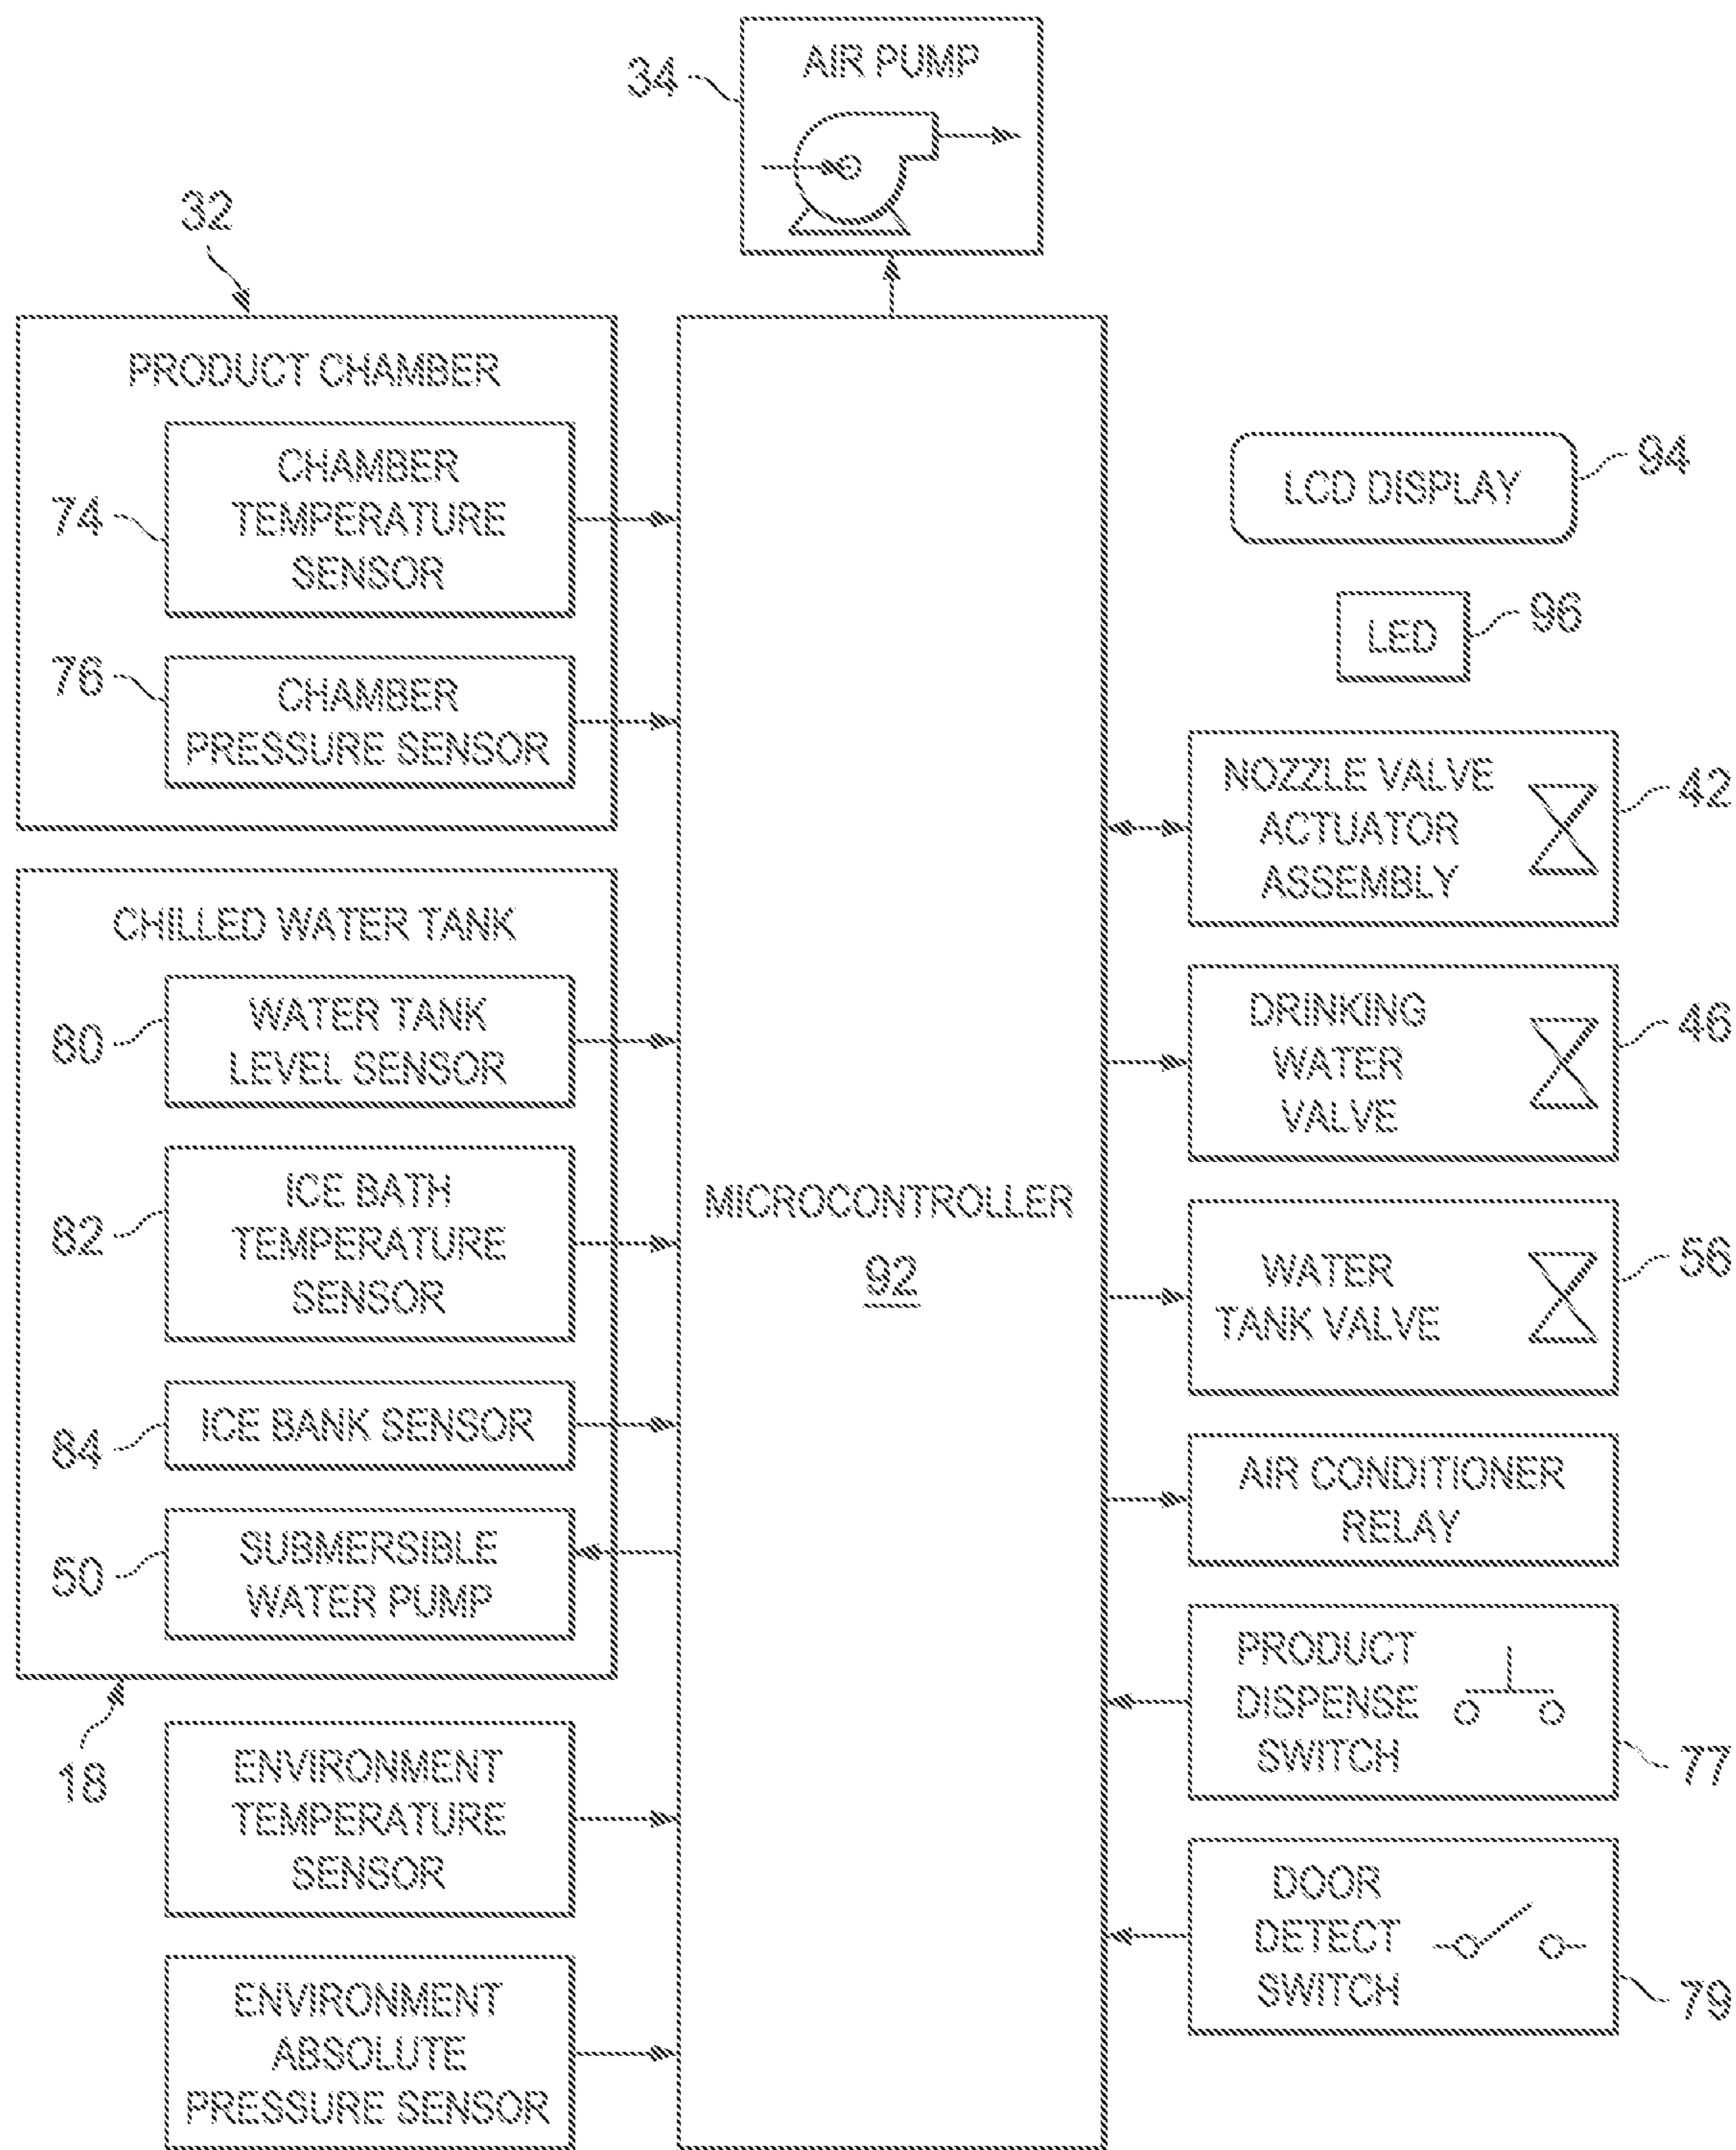 34
AIR PUMP
32
PRODUCT CHAMBER
74
CHAMBER
TEMPERATURE
SENSOR
76
CHAMBER
PRESSURE SENSOR
CHILLED WATER TANK
80
WATER TANK
LEVEL SENSOR
82
ICE BATH
TEMPERATURE
SENSOR
84
ICE BANK SENSOR
50
SUBMERSIBLE
WATER PUMP
18
ENVIRONMENT
TEMPERATURE
SENSOR
ENVIRONMENT
ABSOLUTE
PRESSURE SENSOR
MICROCONTROLLER
92
LCD DISPLAY
94
LED
96
NOZZLE VALVE
ACTUATOR
ASSEMBLY
42
DRINKING
WATER
VALVE
46
WATER
TANK VALVE
56
AIR CONDITIONER
RELAY
PRODUCT
DISPENSE
SWITCH
77
DOOR
DETECT
SWITCH
79